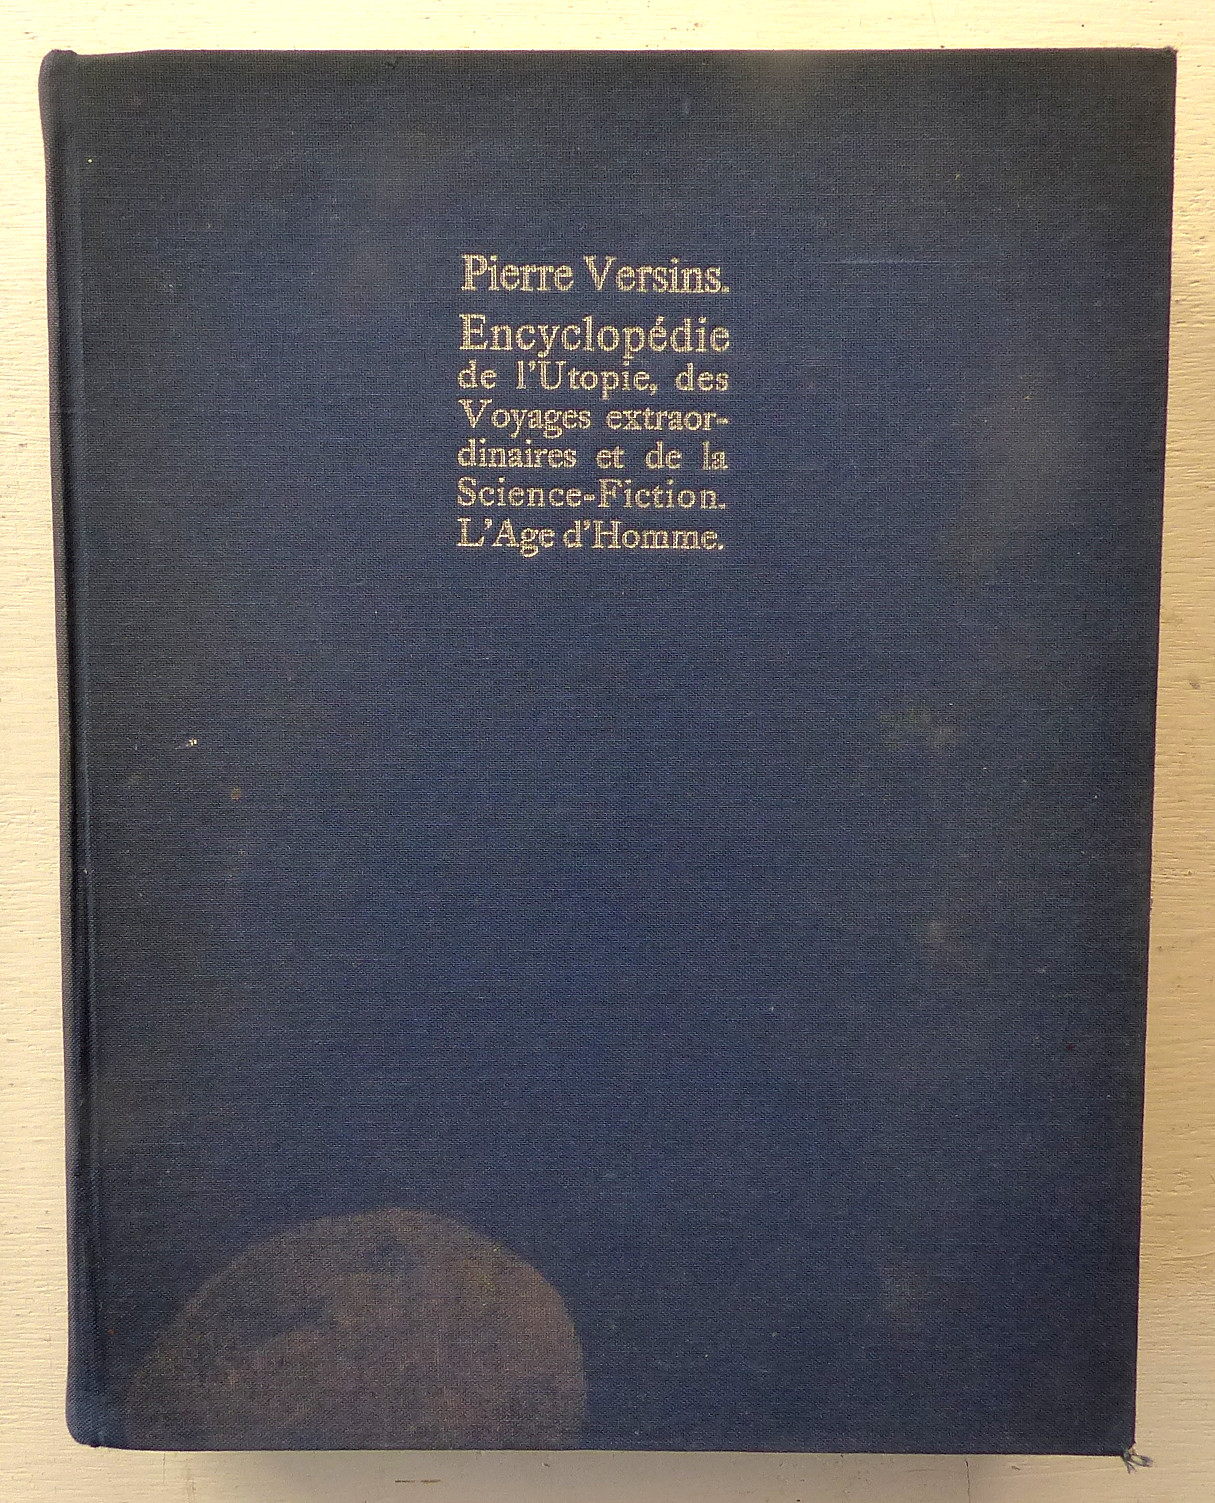 Pierre Versins.
Encyclopédie
de l'Utopie, des
Voyages extraor-
dinaires et de la
Science-Fiction.
L'Age d'Homme.